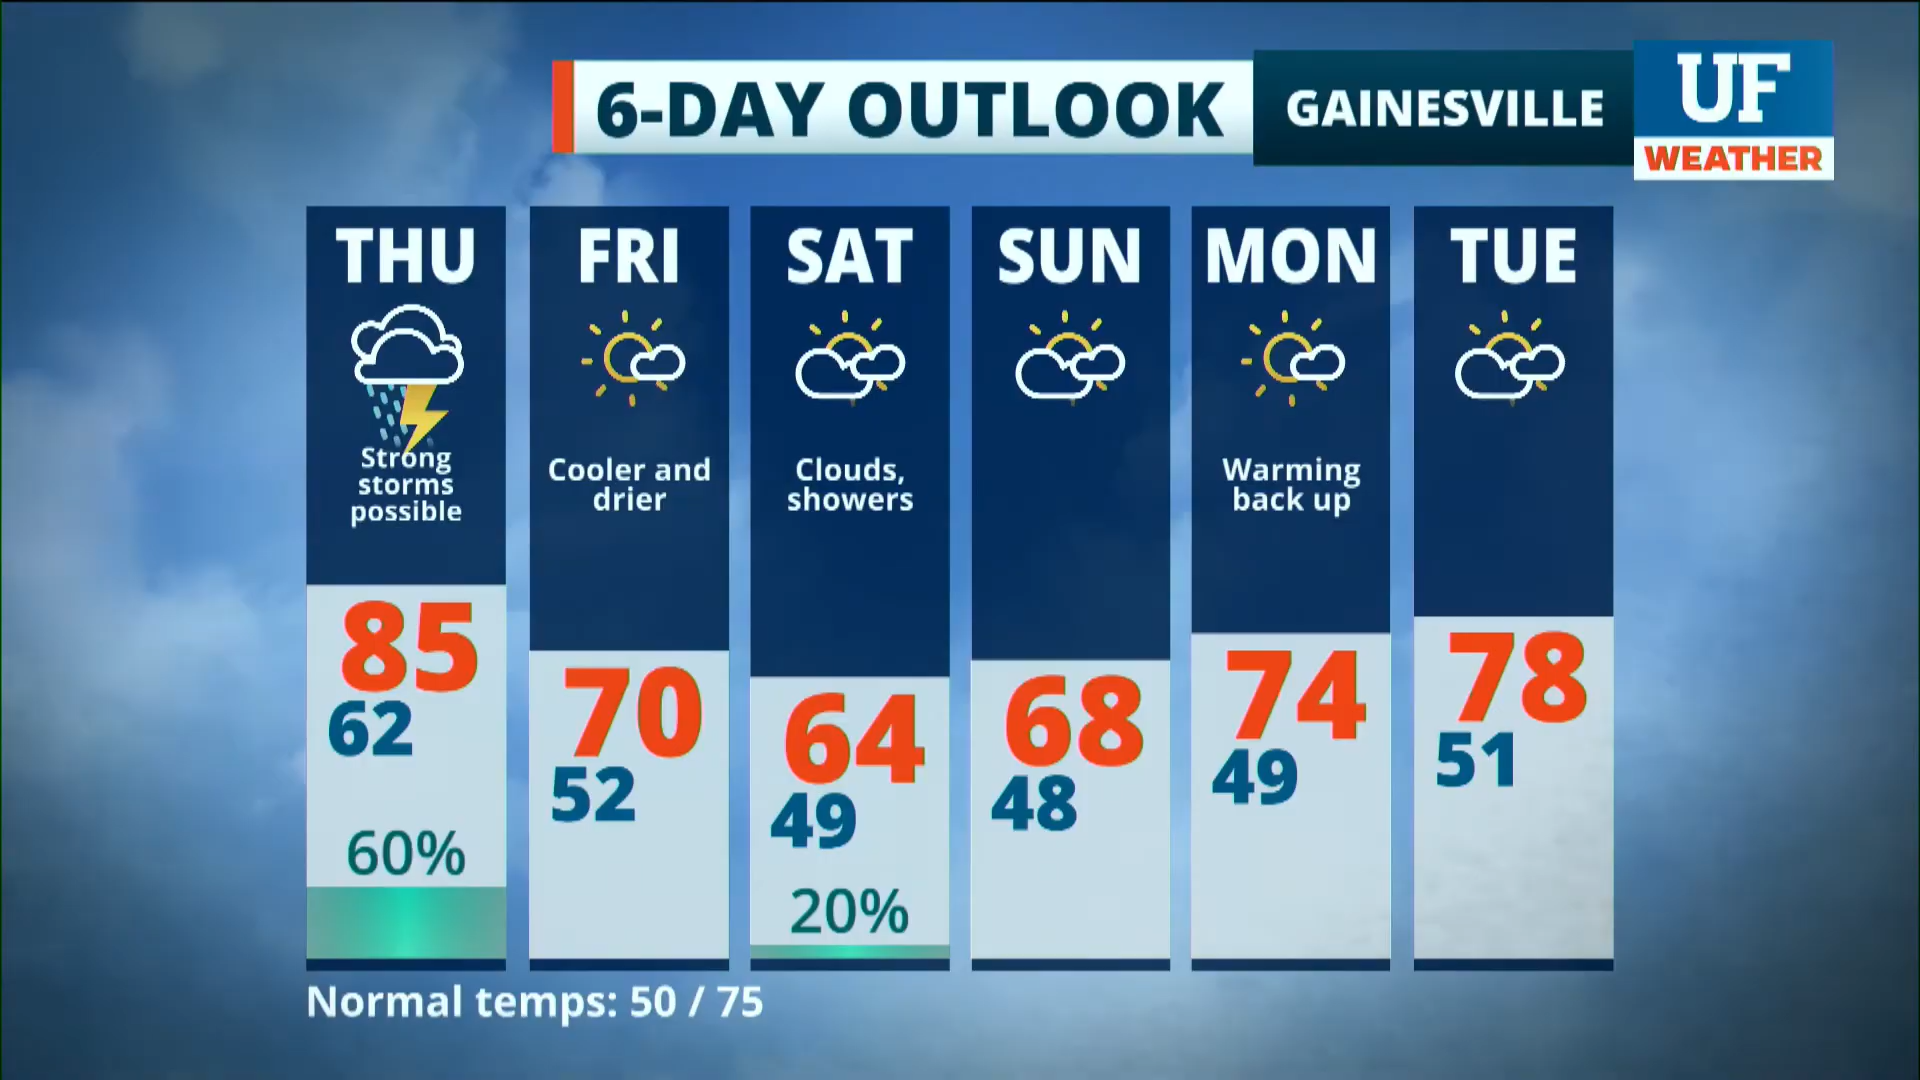 6-DAY OUTLOOK
GAINESVILLE
UF
WEATHER
THU
Strong
storms
possible
85
62
60%
FRI
Cooler and
drier
70
52
SAT
Clouds,
showers
64
49
20%
SUN
68
48
MON
Warming
back up
74
49
TUE
78
51
Normal temps: 50 / 75